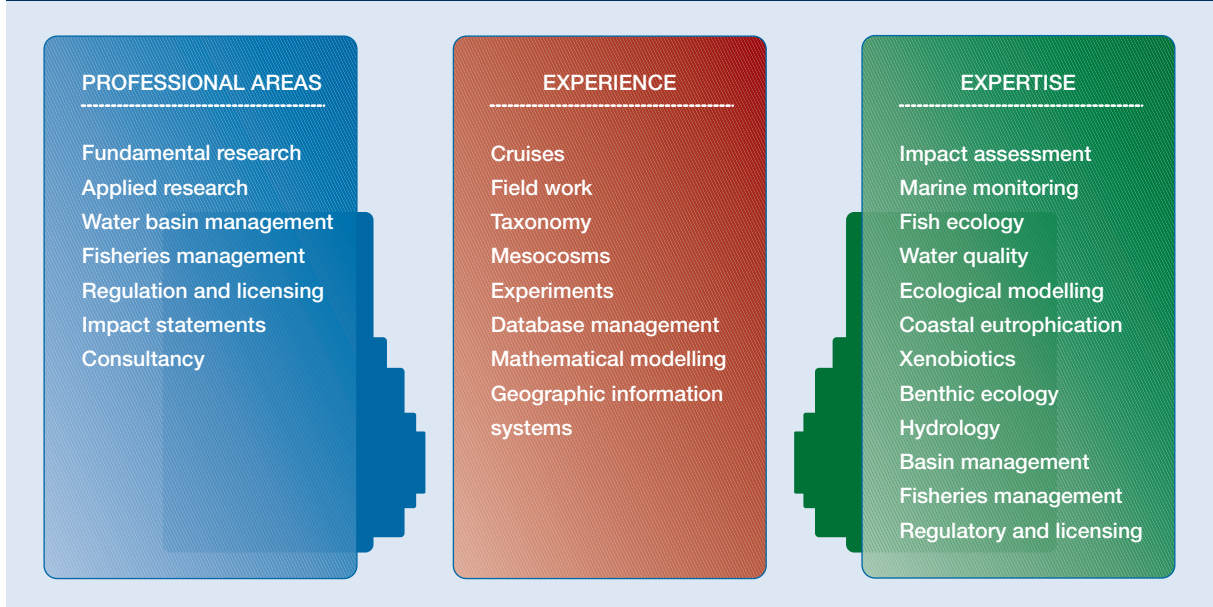 PROFESSIONAL AREAS
Fundamental research
Applied research
Water basin management
Fisheries management
Regulation and licensing
Impact statements
Consultancy
EXPERIENCE
Cruises
Field work
Taxonomy
Mesocosms
Experiments
Database management
Mathematical modelling
Geographic information
systems
EXPERTISE
Impact assessment
Marine monitoring
Fish ecology
Water quality
Ecological modelling
Coastal eutrophication
Xenobiotics
Benthic ecology
Hydrology
Basin management
Fisheries management
Regulatory and licensing